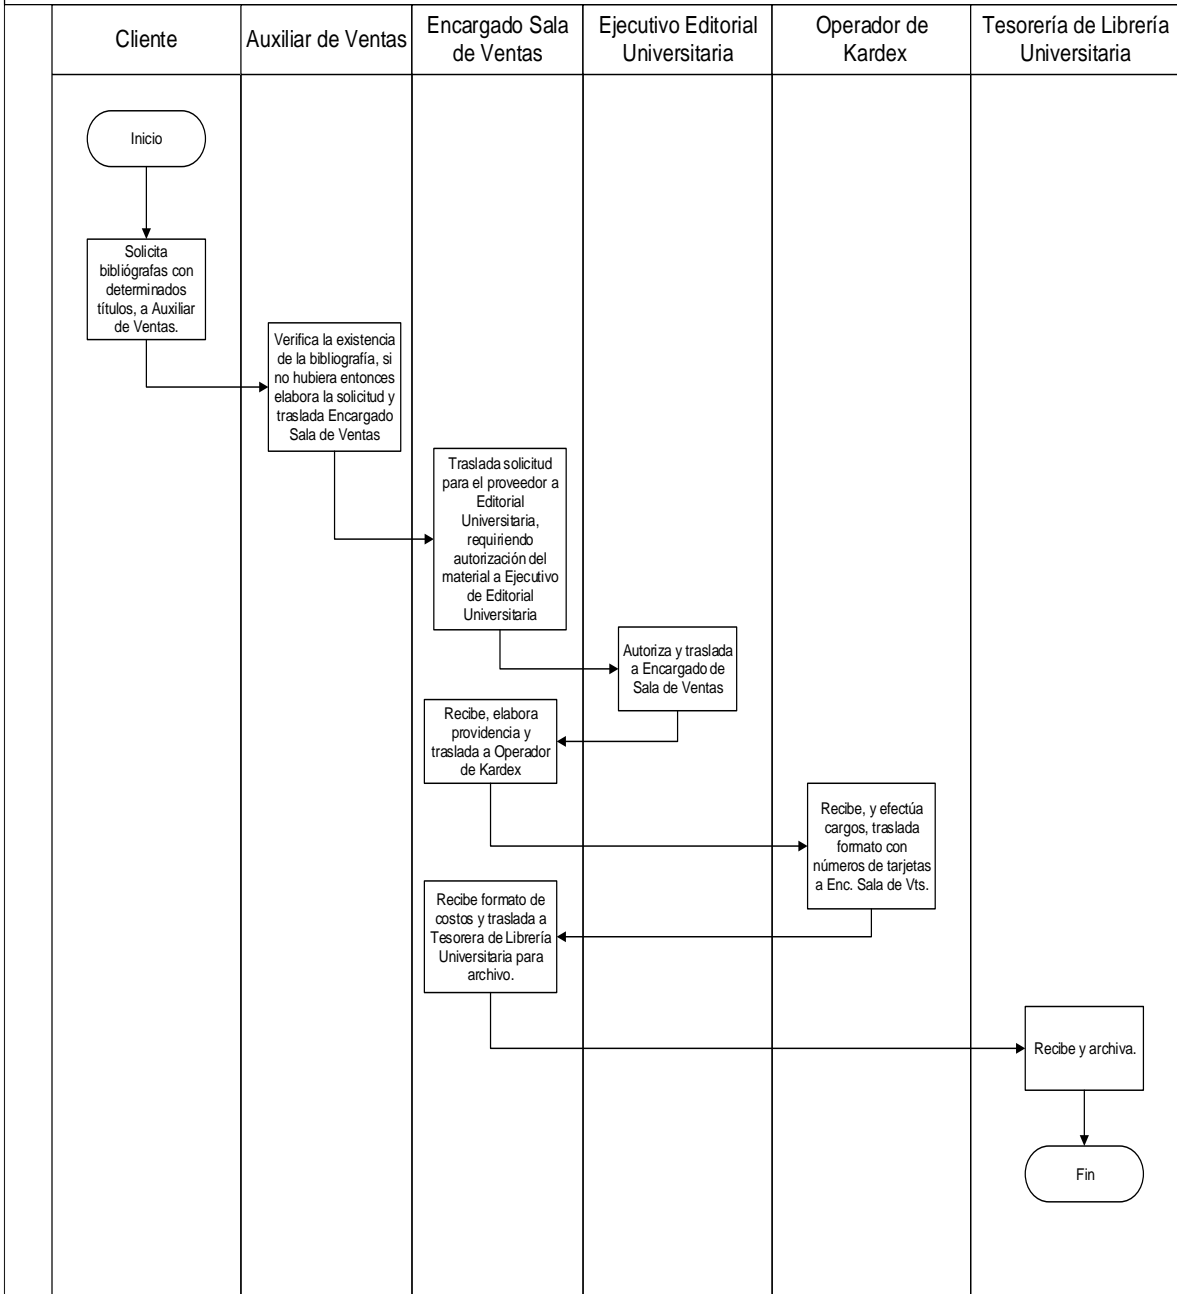 Cliente
Auxiliar de Ventas
Encargado Sala
de Ventas
Ejecutivo Editorial
Universitaria
Operador de
Kardex
Tesorería de Librería
Universitaria
Inicio
Solicita
bibliógrafas con
determinados
títulos, a Auxiliar
de Ventas.
Verifica la existencia
de la bibliografía, si
no hubiera entonces
elabora la solicitud y
traslada Encargado
Sala de Ventas
Traslada solicitud
para el proveedor a
Editorial
Universitaria,
requiriendo
autorización del
material a Ejecutivo
de Editorial
Universitaria
Autoriza y traslada
a Encargado de
Sala de Ventas
Recibe, elabora
providencia y
traslada a Operador
de Kardex
Recibe, y efectúa
cargos, traslada
formato con
números de tarjetas
a Enc. Sala de Vts.
Recibe formato de
costos y traslada a
Tesorera de Librería
Universitaria para
archivo.
Recibe y archiva.
Fin